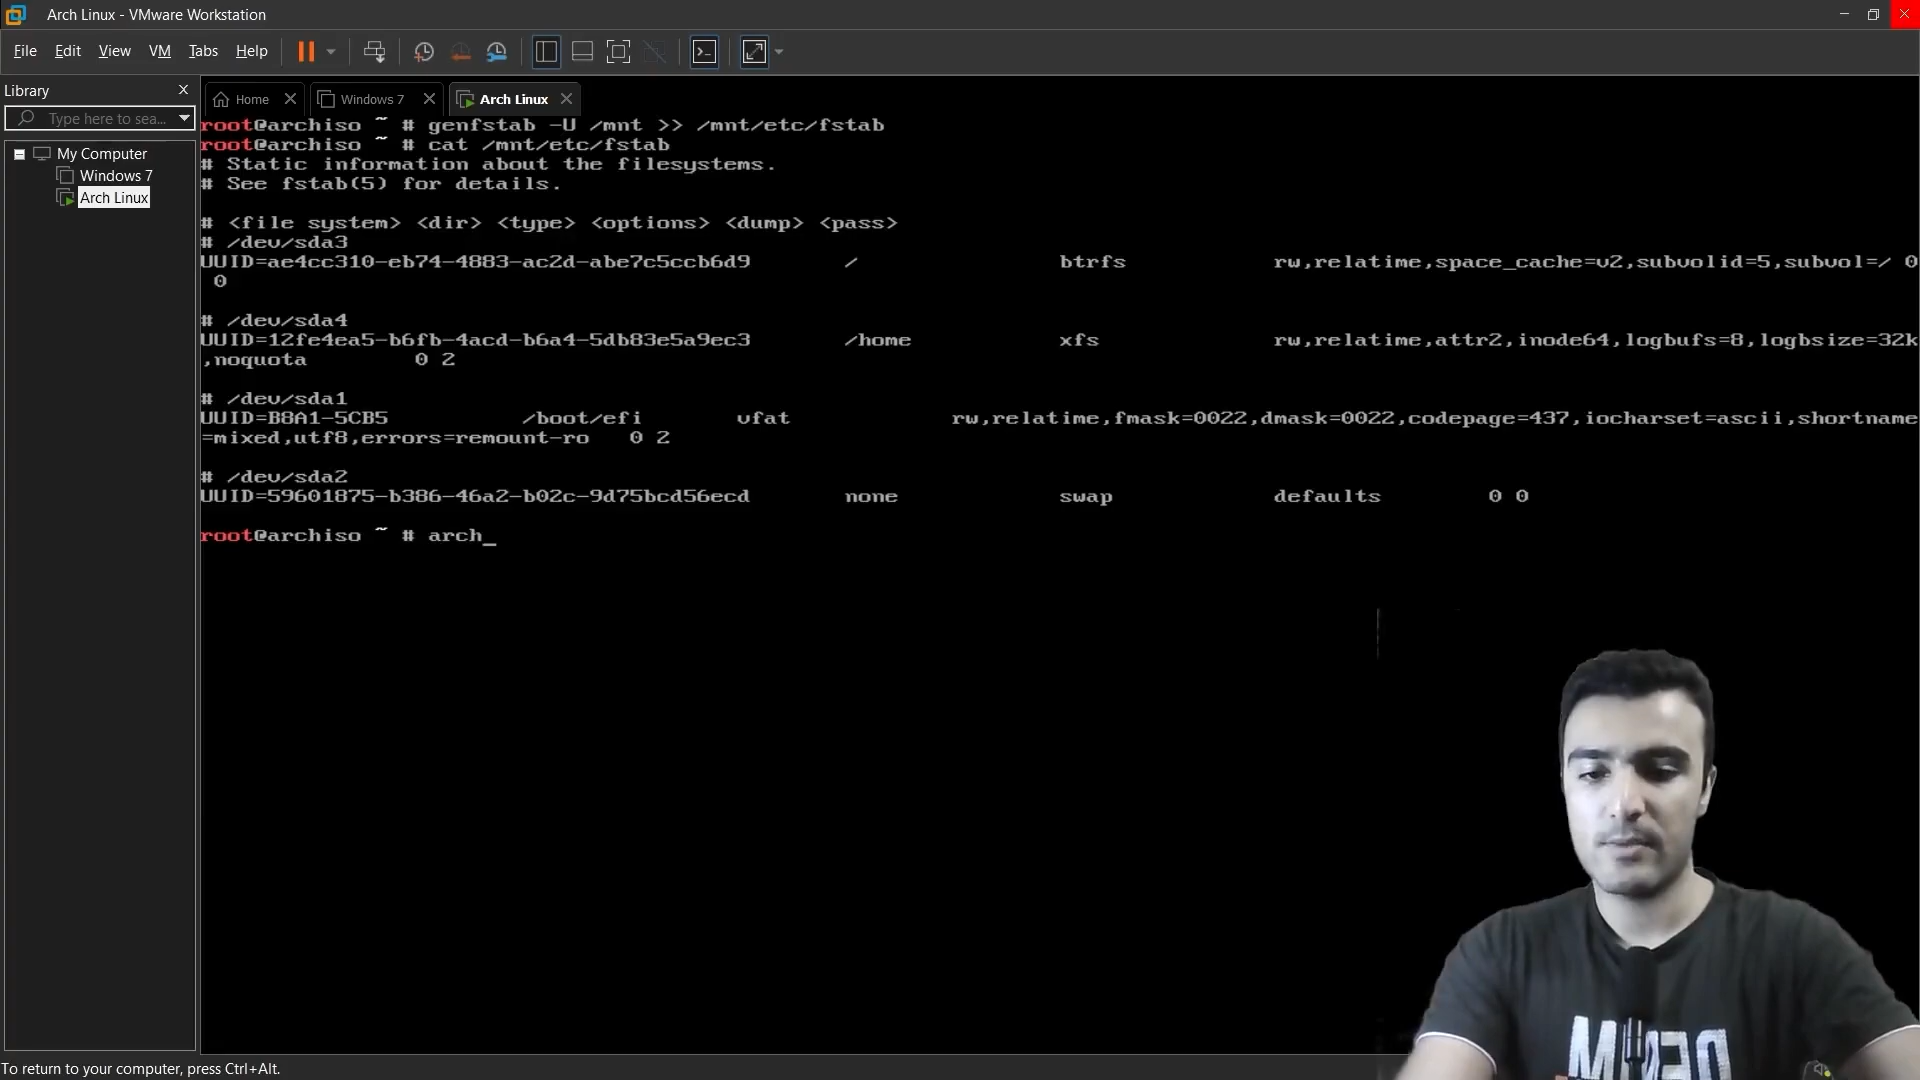 Arch Linux - VMware Workstation
File Edit View VM Tabs Help
Library
Type here to sea...
My Computer
Windows 7
Arch Linux
Home Windows 7 Arch Linux
root@archiso ~ # genfstab -U /mnt >> /mnt/etc/fstab
root@archiso ~ # cat /mnt/etc/fstab
# Static information about the filesystems.
# See fstab(5) for details.
# <file system> <dir> <type> <options> <dump> <pass>
# /dev/sda3
UUID=ae4cc310-eb74-4883-ac2d-abe7c5ccb6d9 / btrfs rw,relatime,space_cache=v2,subvolid=5,subvol=/ 0
0
# /dev/sda4
UUID=12fe4ea5-b6fb-4acd-b6a4-5db83e5a9ec3 /home xfs rw,relatime,attr2,inode64,logbufs=8,logbsize=32k
,noquota 0 2
# /dev/sda1
UUID=B8A1-5CB5 /boot/efi vfat rw,relatime,fmask=0022,dmask=0022,codepage=437,iocharset=ascii,shortname
=mixed,utf8,errors=remount-ro 0 2
# /dev/sda2
UUID=59601875-b386-46a2-b02c-9d75bcd56ecd none swap defaults 0 0
root@archiso ~ # arch_
To return to your computer, press Ctrl+Alt.